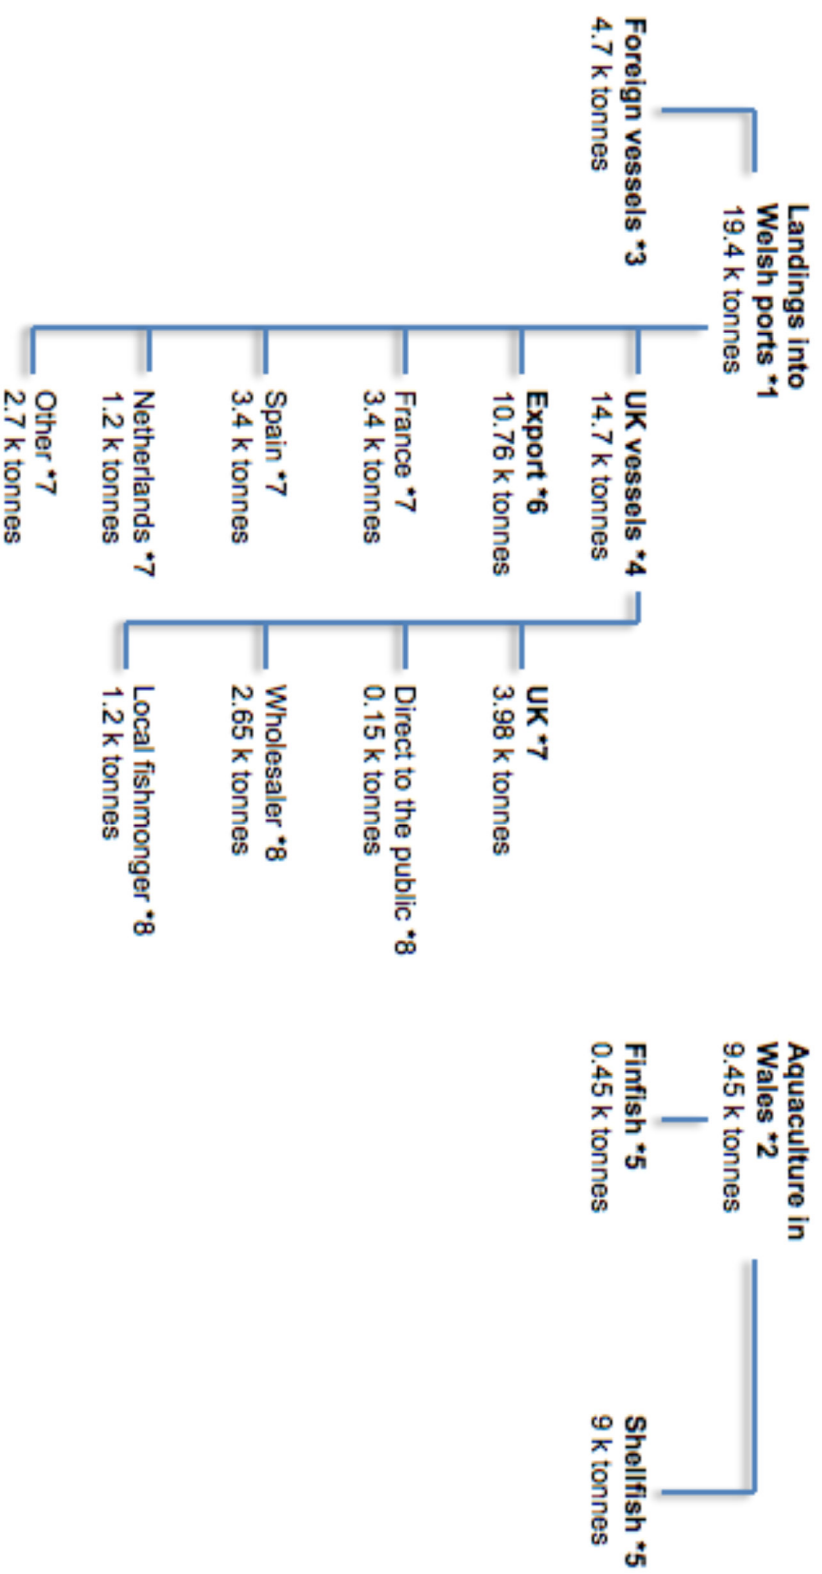 Landings into
Welsh ports *1
19.4 k tonnes
Foreign vessels *3
4.7 k tonnes
UK vessels *4
14.7 k tonnes
Export *6
10.76 k tonnes
France *7
3.4 k tonnes
Spain *7
3.4 k tonnes
Netherlands *7
1.2 k tonnes
Other *7
2.7 k tonnes
UK *7
3.98 k tonnes
Direct to the public *8
0.15 k tonnes
Wholesaler *8
2.65 k tonnes
Local fishmonger *8
1.2 k tonnes
Aquaculture in
Wales *2
9.45 k tonnes
Finfish *5
0.45 k tonnes
Shellfish *5
9 k tonnes